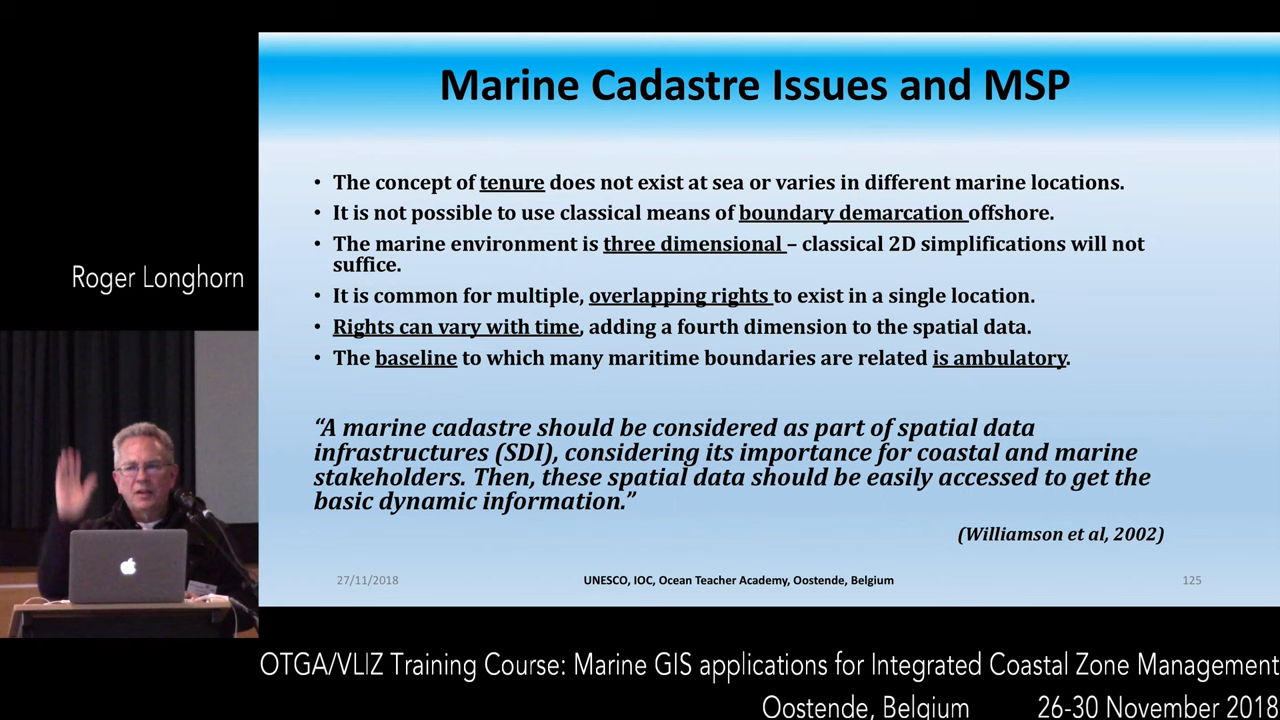 Marine Cadastre Issues and MSP
• The concept of tenure does not exist at sea or varies in different marine locations.
• It is not possible to use classical means of boundary demarcation offshore.
• The marine environment is three dimensional – classical 2D simplifications will not
suffice.
• It is common for multiple, overlapping rights to exist in a single location.
• Rights can vary with time, adding a fourth dimension to the spatial data.
• The baseline to which many maritime boundaries are related is ambulatory.
“A marine cadastre should be considered as part of spatial data
infrastructures (SDI), considering its importance for coastal and marine
stakeholders. Then, these spatial data should be easily accessed to get the
basic dynamic information.”
(Williamson et al, 2002)
27/11/2018
UNESCO, IOC, Ocean Teacher Academy, Oostende, Belgium
125
Roger Longhorn
OTGA/VLIZ Training Course: Marine GIS applications for Integrated Coastal Zone Management
Oostende, Belgium 26-30 November 2018